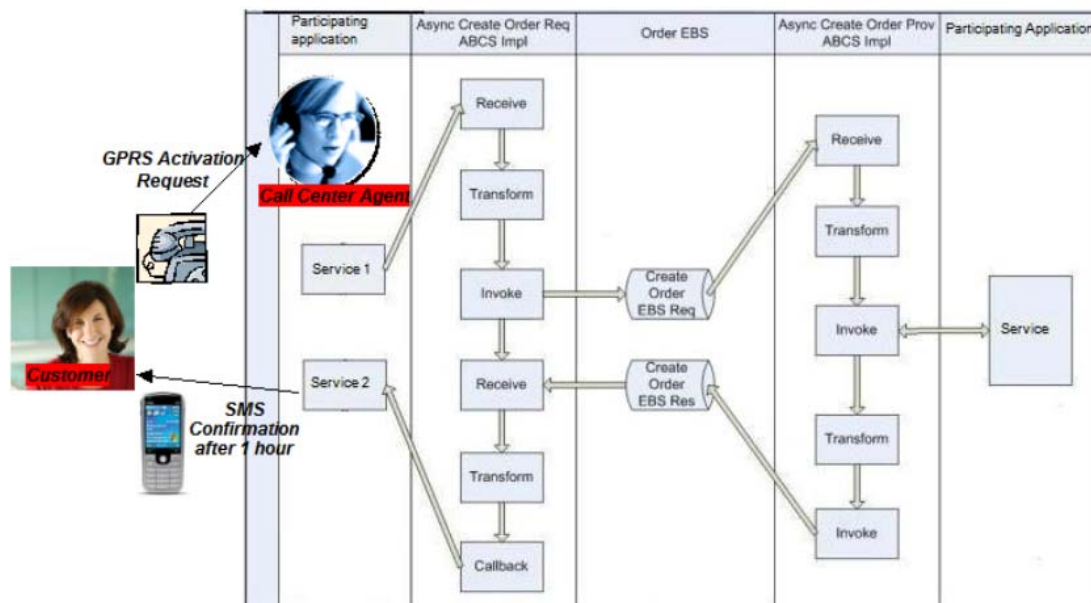 Participating
application
Async Create Order Req
ABCS Impl
Order EBS
Async Create Order Prov
ABCS Impl
Participating Application
GPRS Activation
Request
Call Center Agent
Receive
Transform
Service 1
Invoke
Create
Order
EBS Req
Receive
Transform
Invoke
Service
Customer
Service 2
Receive
Create
Order
EBS Res
SMS
Confirmation
after 1 hour
Transform
Transform
Callback
Invoke